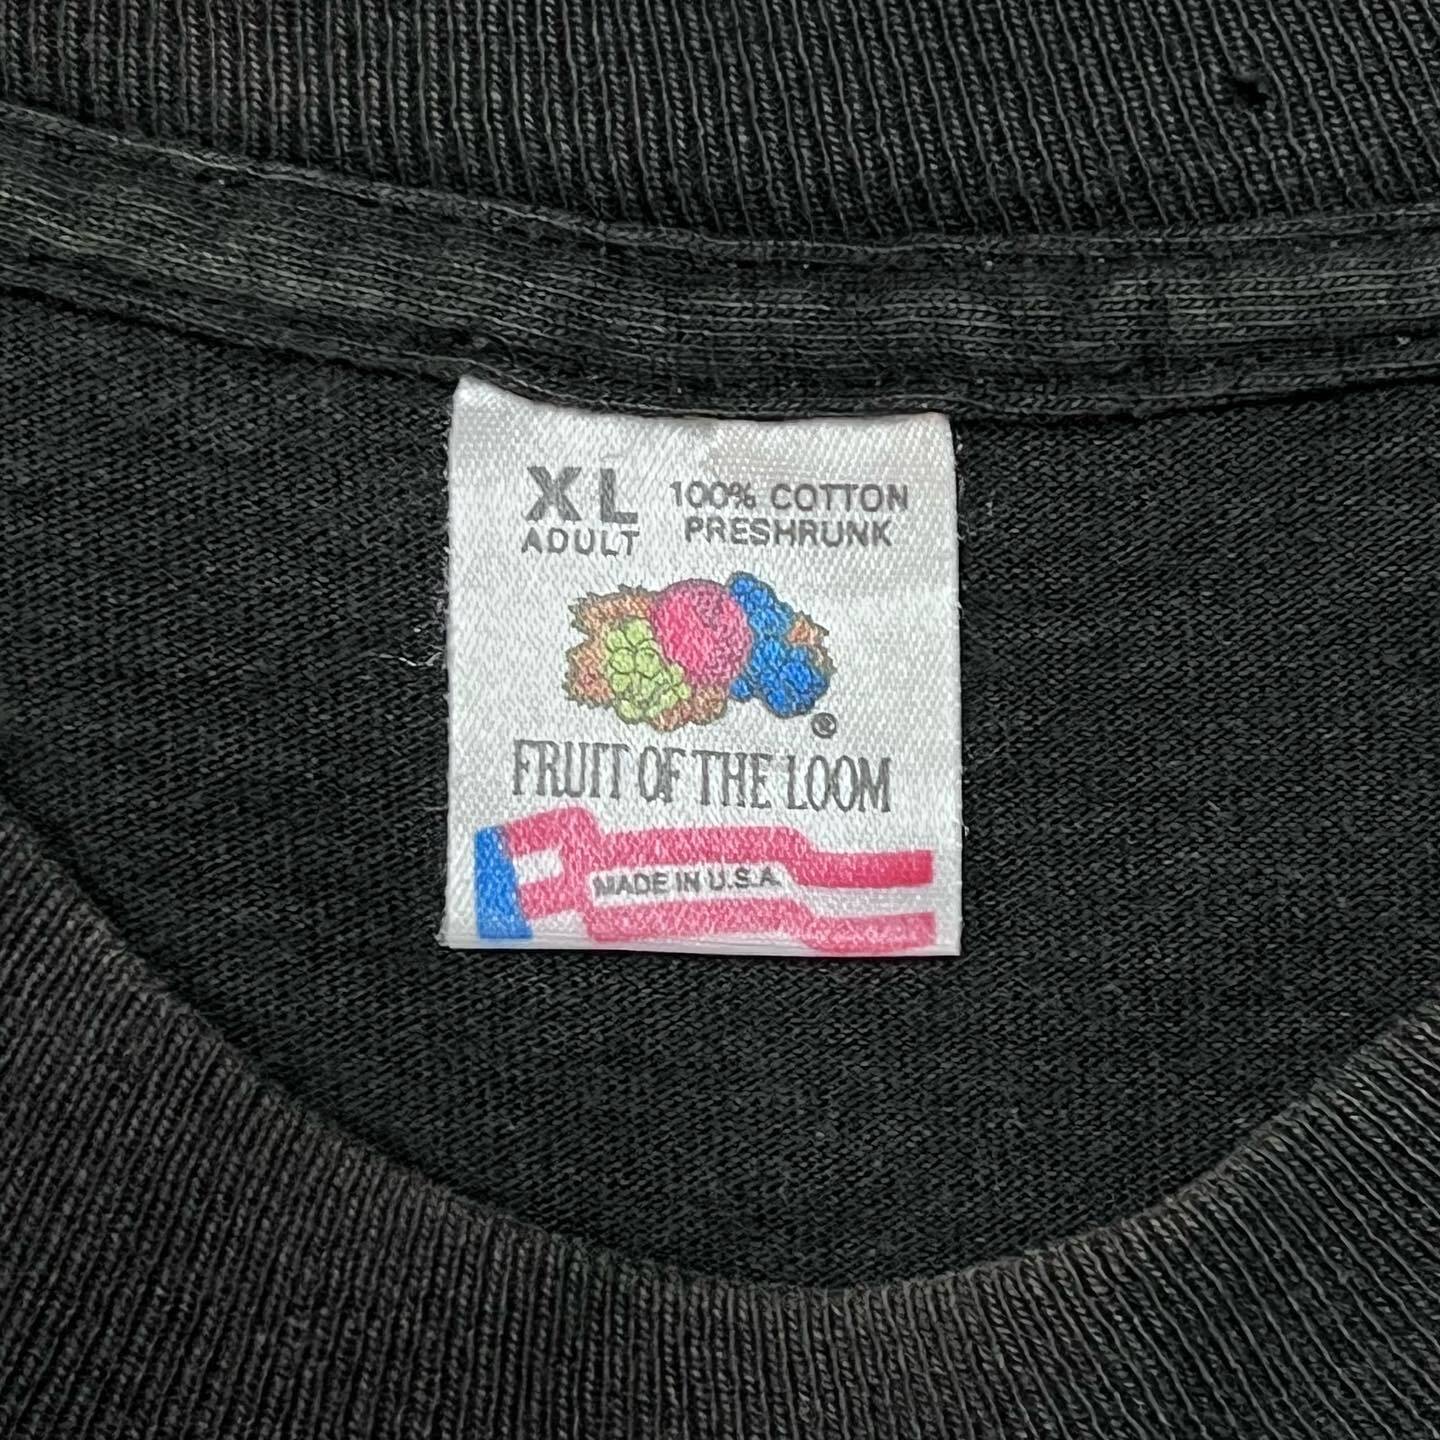 XL 100% COTTON
ADULT PRESHRUNK
®
FRUIT OF THE LOOM
MADE IN U.S.A.